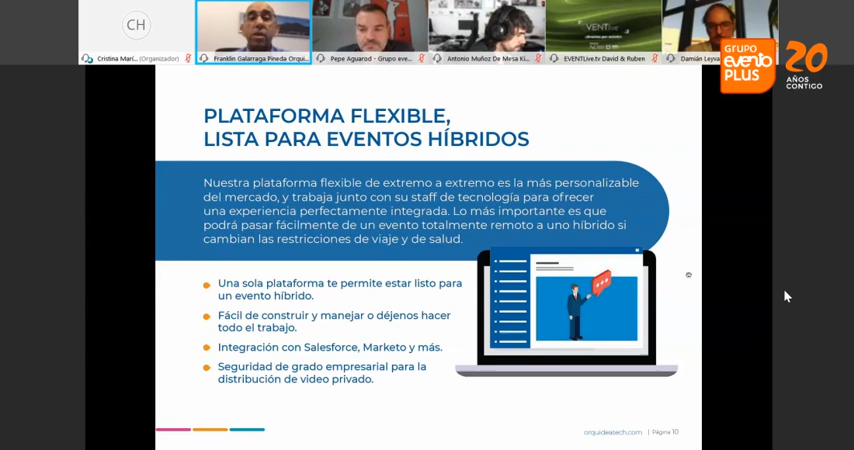 CH
Cristina Marí... (Organizador)
Franklin Galarraga Pineda Orquí...
Pepe Aguarod - Grupo eve...
Antonio Muñoz De Mesa Ki...
VENTlive
EVENTLive.tv David & Ruben
Damián Leyva
GRUPO
evento
PLUS
20
AÑOS
CONTIGO
PLATAFORMA FLEXIBLE,
LISTA PARA EVENTOS HÍBRIDOS
Nuestra plataforma flexible de extremo a extremo es la más personalizable
del mercado, y trabaja junto con su staff de tecnología para ofrecer
una experiencia perfectamente integrada. Lo más importante es que
podrá pasar fácilmente de un evento totalmente remoto a uno híbrido si
cambian las restricciones de viaje y de salud.
Una sola plataforma te permite estar listo para
un evento híbrido.
Fácil de construir y manejar o déjenos hacer
todo el trabajo.
Integración con Salesforce, Marketo y más.
Seguridad de grado empresarial para la
distribución de video privado.
orquideatech.com | Página 10